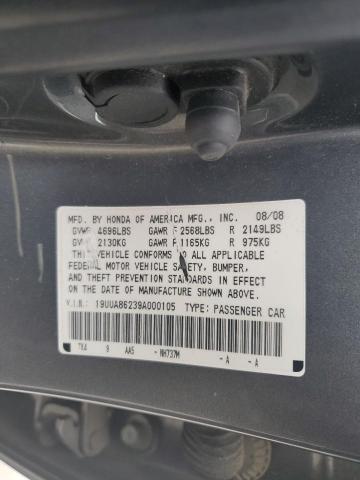 MFD. BY HONDA OF AMERICA MFG., INC. 08/08
GVWR 4696LBS GAWR F 2568LBS R 2149LBS
GVWR 2130KG GAWR F 1165KG R 975KG
THIS VEHICLE CONFORMS TO ALL APPLICABLE
FEDERAL MOTOR VEHICLE SAFETY, BUMPER,
AND THEFT PREVENTION STANDARDS IN EFFECT
ON THE DATE OF MANUFACTURE SHOWN ABOVE.
V.I.N.: 19UUA86239A000105 TYPE: PASSENGER CAR
TK4 9 AA5 -NH737M -A -A